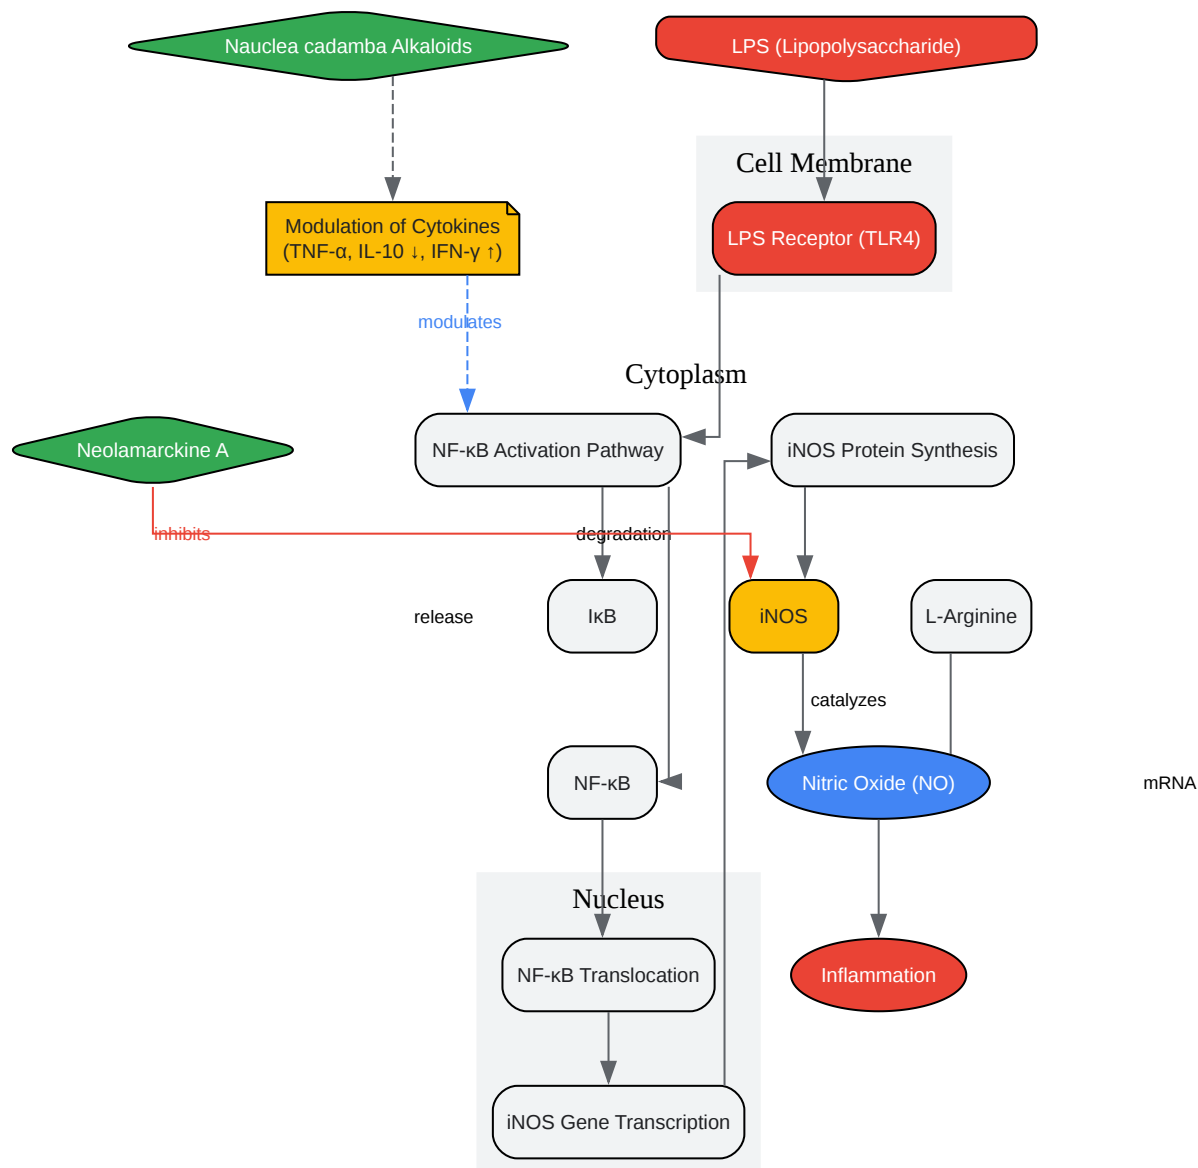 Nauclea cadamba Alkaloids
LPS (Lipopolysaccharide)
Cell Membrane
Modulation of Cytokines
(TNF-α, IL-10 ↓, IFN-γ ↑)
LPS Receptor (TLR4)
modulates
Cytoplasm
Neolamarckine A
NF-κB Activation Pathway
iNOS Protein Synthesis
inhibits
degradation
release
IκB
iNOS
L-Arginine
catalyzes
NF-κB
Nitric Oxide (NO)
mRNA
Nucleus
NF-κB Translocation
Inflammation
iNOS Gene Transcription